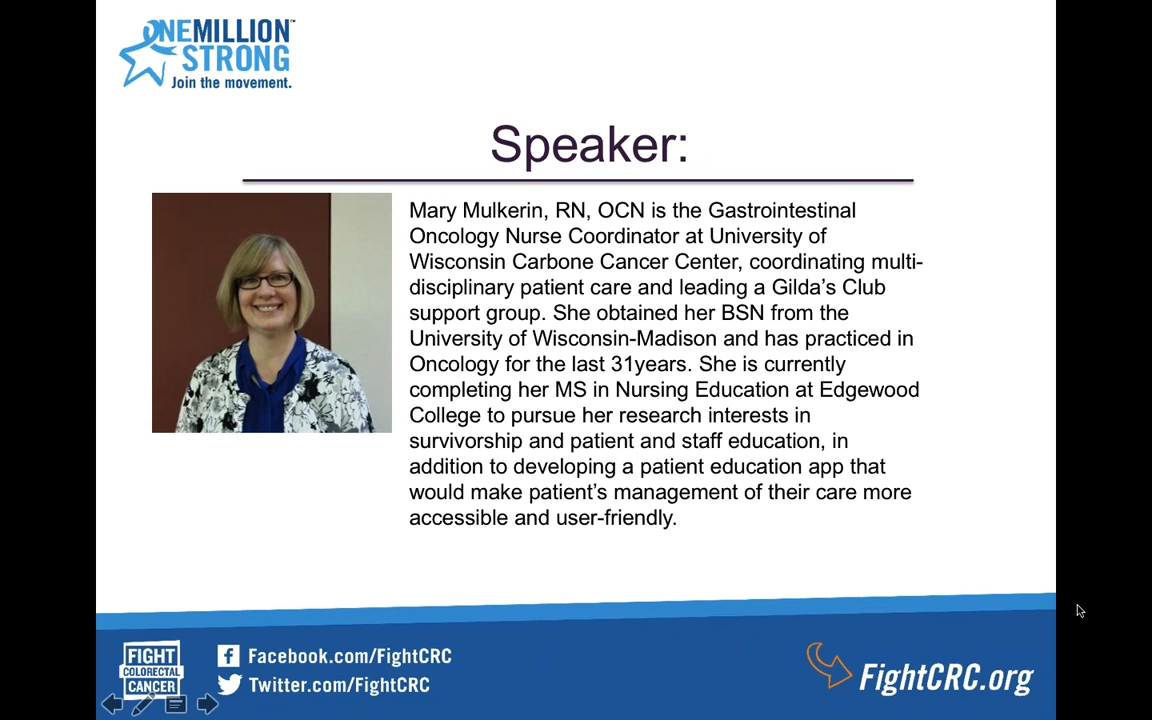 ONEMILLION™
STRONG
Join the movement.
Speaker:
Mary Mulkerin, RN, OCN is the Gastrointestinal
Oncology Nurse Coordinator at University of
Wisconsin Carbone Cancer Center, coordinating multi-
disciplinary patient care and leading a Gilda’s Club
support group. She obtained her BSN from the
University of Wisconsin-Madison and has practiced in
Oncology for the last 31years. She is currently
completing her MS in Nursing Education at Edgewood
College to pursue her research interests in
survivorship and patient and staff education, in
addition to developing a patient education app that
would make patient’s management of their care more
accessible and user-friendly.
FIGHT
COLORECTAL
CANCER
Facebook.com/FightCRC
Twitter.com/FightCRC
FightCRC.org